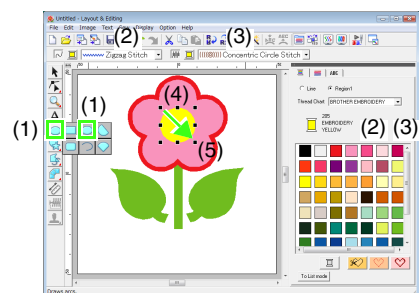 Untitled - Layout & Editing
File Edit Image Text Sew Display Option Help
(2) (3)
Zigzag Stitch Concentric Circle Stitch
(1) (1) (4) (5)
A
ABC
Line Region1
Thread Chart BROTHER EMBROIDERY
205
EMBROIDERY
YELLOW
(2) (3)
To List mode
Draws arcs.